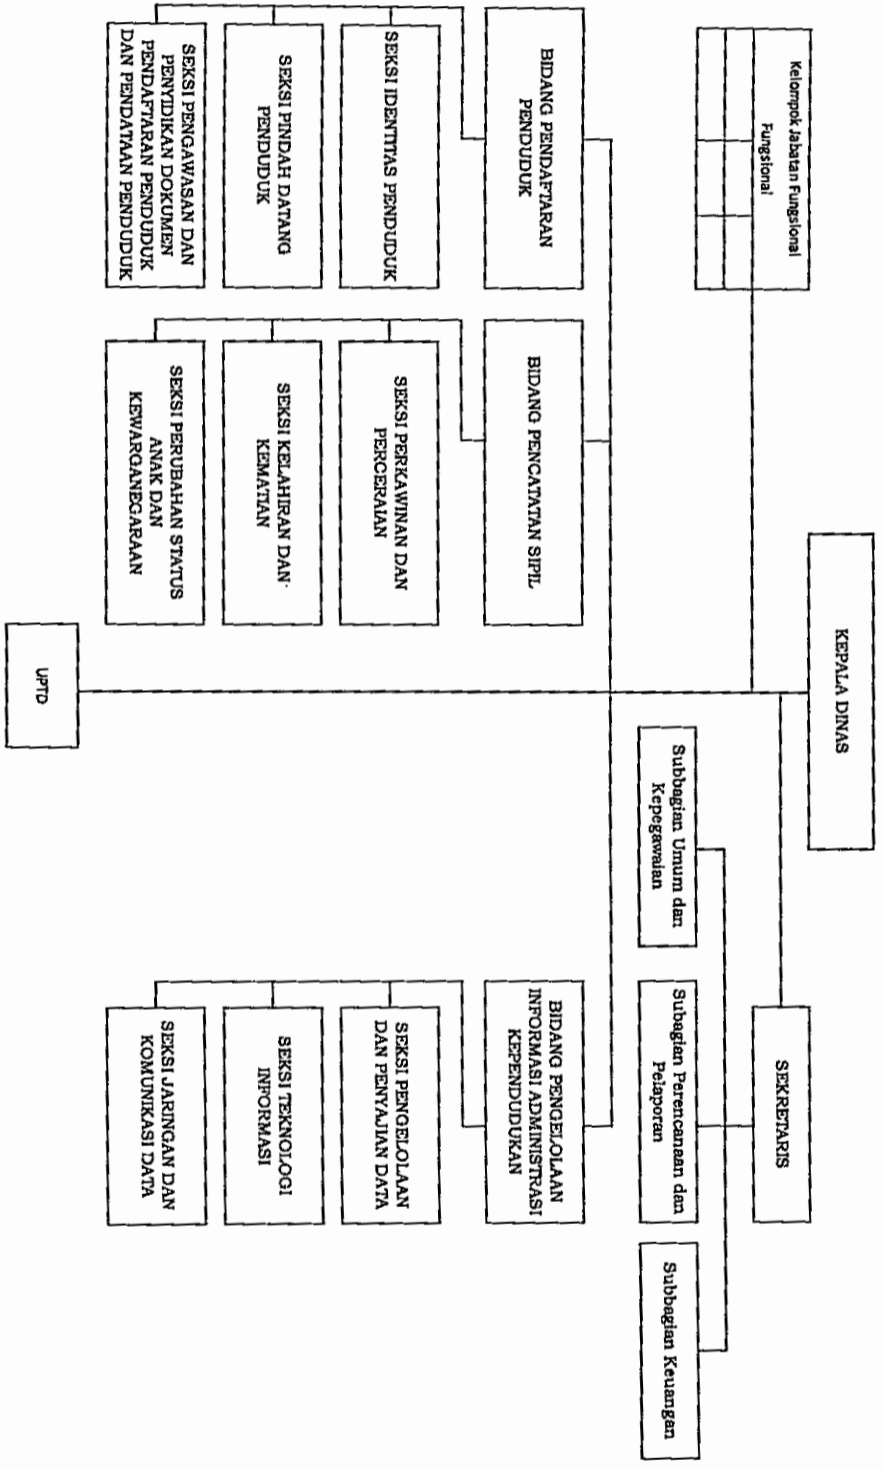 KEPALA DINAS
Kelompok Jabatan Fungsional
Fungsional
SEKRETARIS
Subbagian Umum dan
Kepegawaian
Subagian Perencanaan dan
Pelaporan
Subbagian Keuangan
BIDANG PENDAFTARAN
PENDUDUK
SEKSI IDENTITAS PENDUDUK
SEKSI PINDAH DATANG
PENDUDUK
SEKSI PENGAWASAN DAN
PENYIDIKAN DOKUMEN
PENDAFTARAN PENDUDUK
DAN PENDATAAN PENDUDUK
BIDANG PENCATATAN SIPIL
SEKSI PERKAWINAN DAN
PERCERAIAN
SEKSI KELAHIRAN DAN
KEMATIAN
SEKSI PERUBAHAN STATUS
ANAK DAN
KEWARGANEGARAAN
BIDANG PENGELOLAAN
INFORMASI ADMINISTRASI
KEPENDUDUKAN
SEKSI PENGELOLAAN
DAN PENYAJIAN DATA
SEKSI TEKNOLOGI
INFORMASI
SEKSI JARINGAN DAN
KOMUNIKASI DATA
UPTD